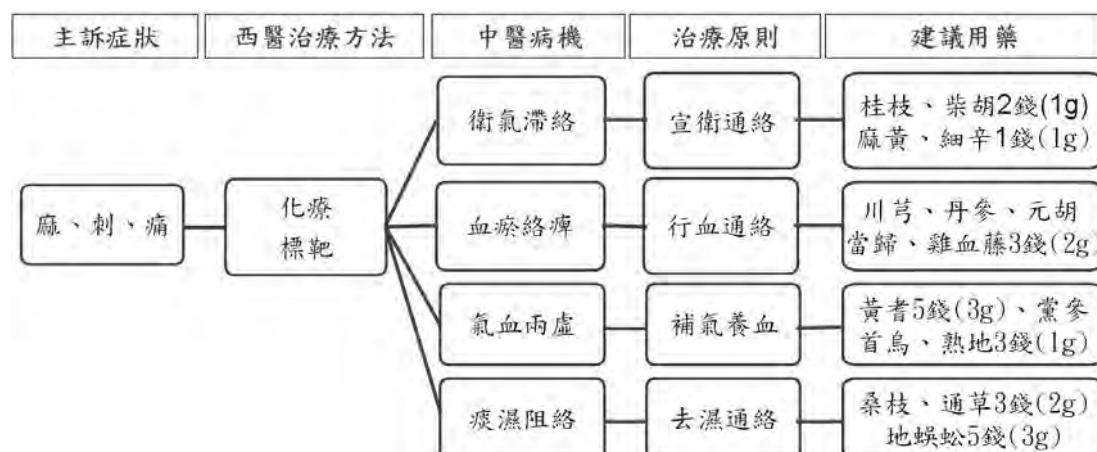 主訴症狀 西醫治療方法 中醫病機 治療原則 建議用藥
麻、刺、痛
化療
標靶
衛氣滯絡
宣衛通絡
桂枝、柴胡2錢(1g)
麻黃、細辛1錢(1g)
血瘀絡痺
行血通絡
川芎、丹參、元胡
當歸、雞血藤3錢(2g)
氣血兩虛
補氣養血
黃耆5錢(3g)、黨參
首烏、熟地3錢(1g)
痰濕阻絡
去濕通絡
桑枝、通草3錢(2g)
地蜈蚣5錢(3g)